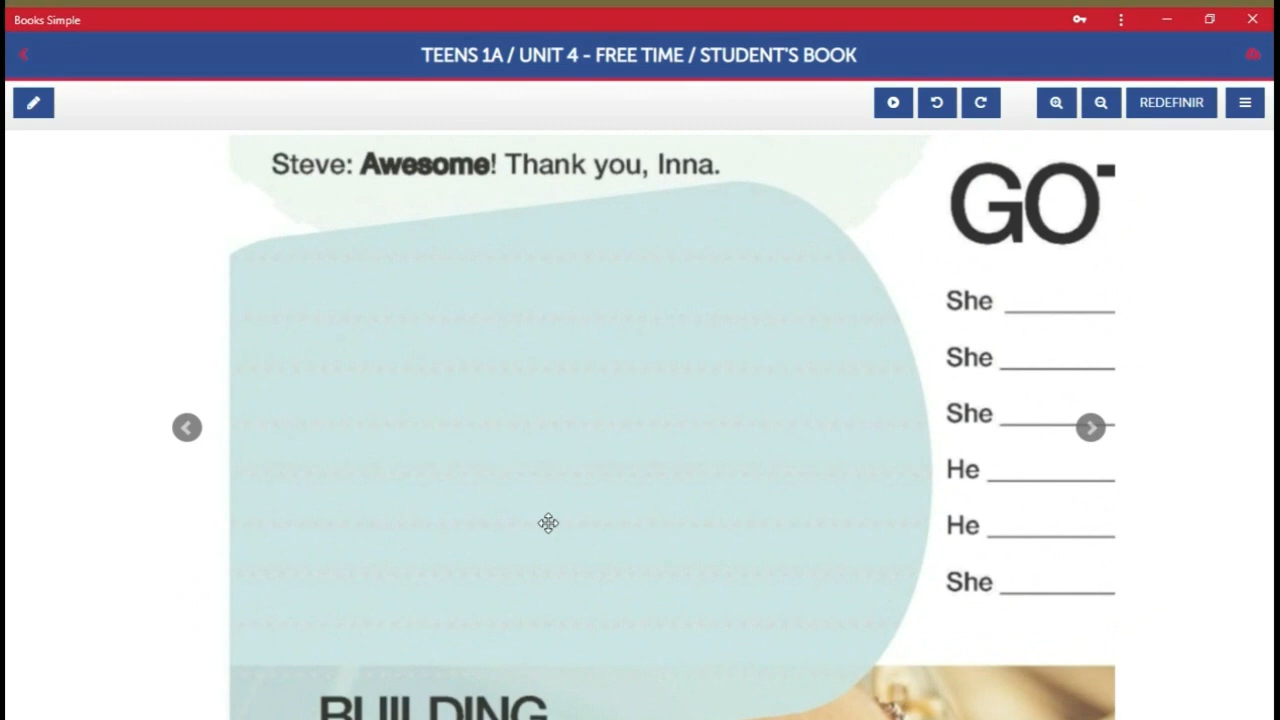 Books Simple
TEENS 1A / UNIT 4 - FREE TIME / STUDENT'S BOOK
REDEFINIR
Steve: Awesome! Thank you, Inna.
She
She
She
He
He
She
BUILDING